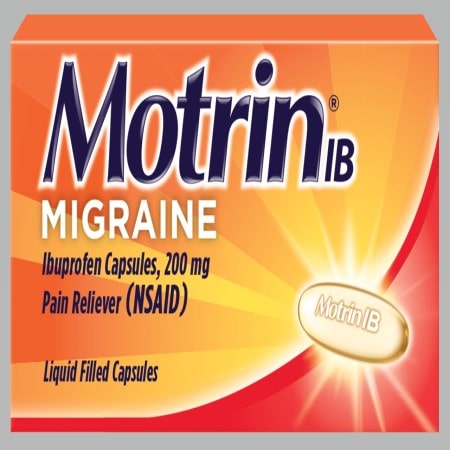 Motrin® IB
MIGRAINE
Ibuprofen Capsules, 200 mg
Pain Reliever (NSAID)
Motrin IB
Liquid Filled Capsules